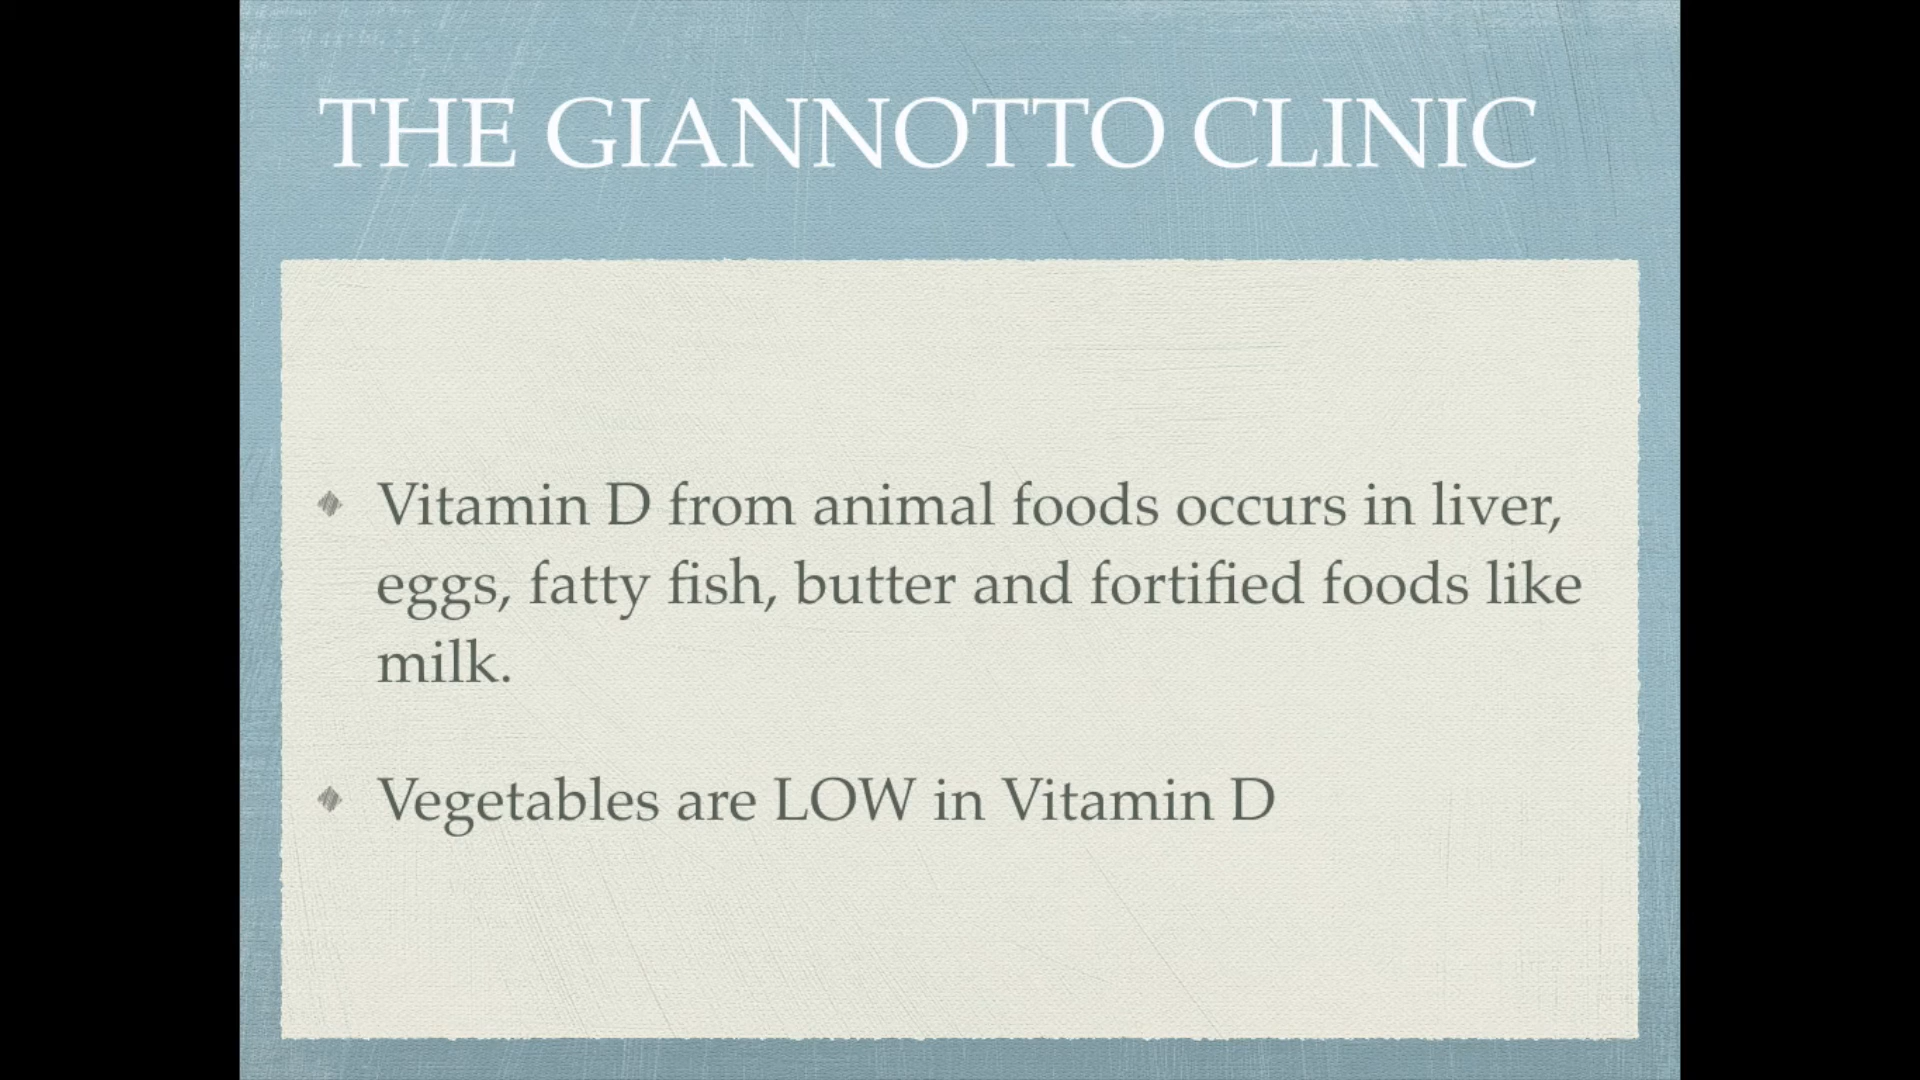 THE GIANNOTTO CLINIC
Vitamin D from animal foods occurs in liver,
eggs, fatty fish, butter and fortified foods like
milk.
Vegetables are LOW in Vitamin D